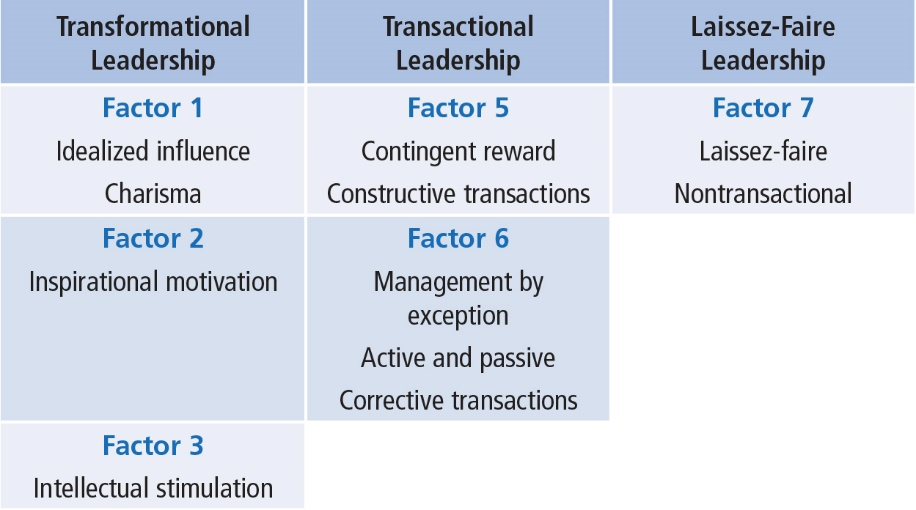 Transformational
Leadership
Transactional
Leadership
Laissez-Faire
Leadership
Factor 1
Idealized influence
Charisma
Factor 5
Contingent reward
Constructive transactions
Factor 7
Laissez-faire
Nontransactional
Factor 2
Inspirational motivation
Factor 6
Management by
exception
Active and passive
Corrective transactions
Factor 3
Intellectual stimulation